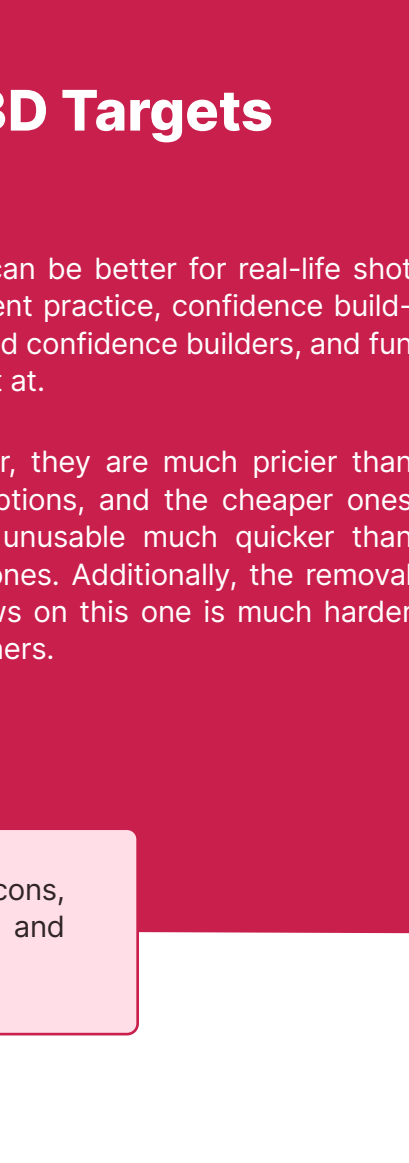 3D Targets
can be better for real-life shot
ent practice, confidence build-
d confidence builders, and fun
t at.
r, they are much pricier than
ptions, and the cheaper ones
unusable much quicker than
ones. Additionally, the removal
ws on this one is much harder
hers.
cons,
and